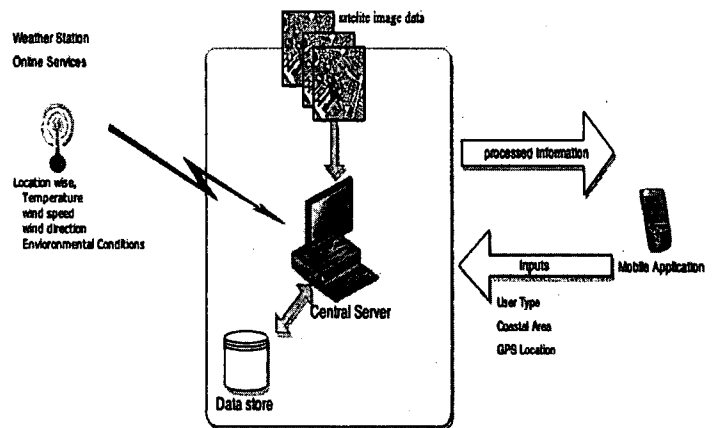 satelite image data
Weather Station
Online Services
Location wise,
Temperature
wind speed
wind direction
Envioronmental Conditions
Central Server
Data store
processed information
Mobile Application
Inputs
User Type
Coastal Area
GPS Location